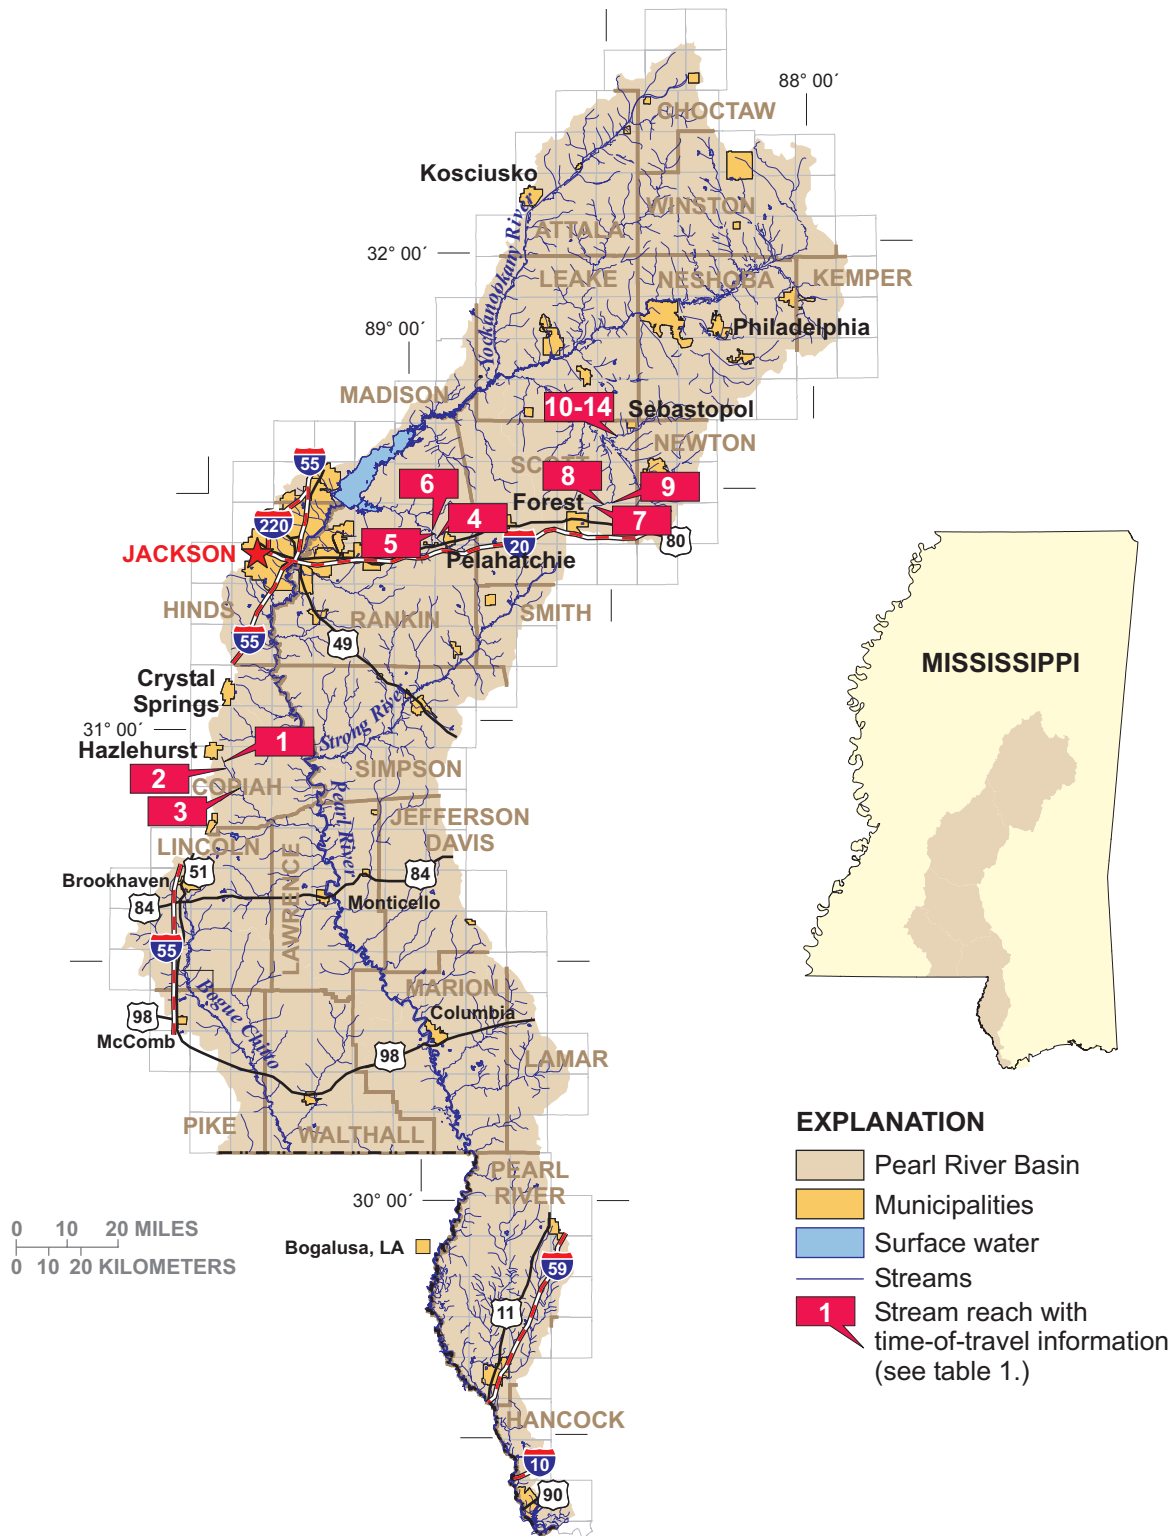 88° 00´
CHOCTAW
Kosciusko
WINSTON
ATTALA
Yockanookany River
32° 00´
LEAKE
NESHOBA
KEMPER
89° 00´
Philadelphia
MADISON
10-14
Sebastopol
NEWTON
55
SCOTT
6
8
9
Forest
220
4
7
JACKSON
5
20
80
Pelahatchie
HINDS
RANKIN
SMITH
55
49
MISSISSIPPI
Crystal
Springs
Strong River
31° 00´
Hazlehurst
1
2
COPIAH
SIMPSON
3
Pearl River
JEFFERSON
DAVIS
LINCOLN
51
LAWRENCE
Brookhaven
84
84
Monticello
55
Bogue Chitto
MARION
98
Columbia
McComb
98
LAMAR
PIKE
WALTHALL
PEARL
RIVER
30° 00´
0 10 20 MILES
0 10 20 KILOMETERS
Bogalusa, LA
59
11
HANCOCK
10
90
EXPLANATION
Pearl River Basin
Municipalities
Surface water
Streams
1
Stream reach with
time-of-travel information
(see table 1.)